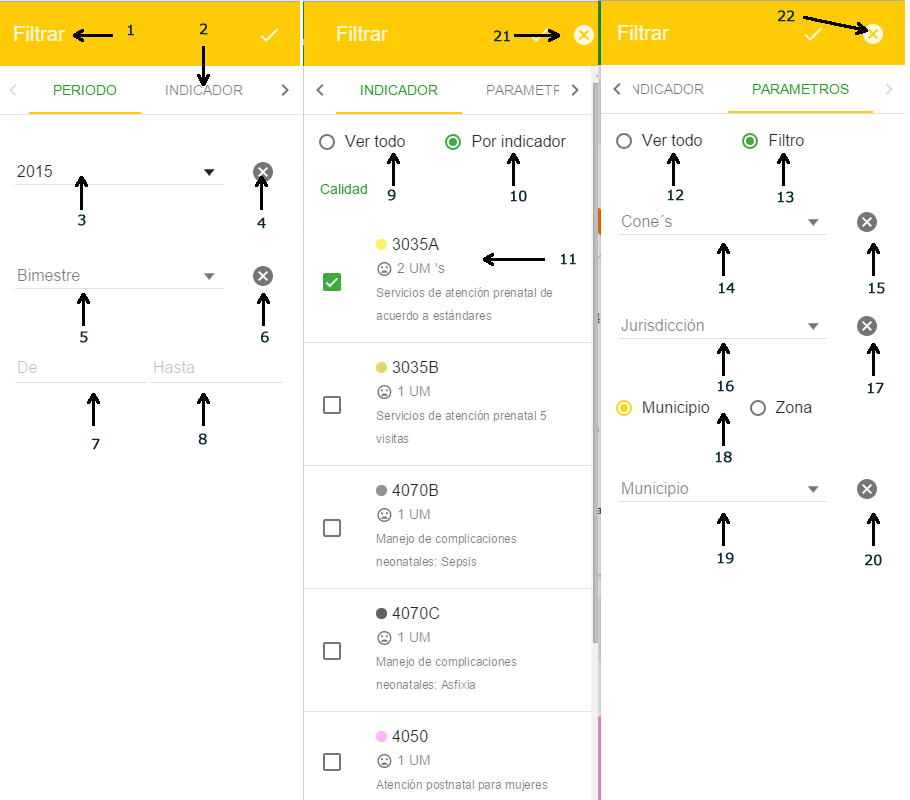 Filtrar
1
2
PERIODO
INDICADOR
2015
3
4
Bimestre
5
6
De
Hasta
7
8
Filtrar
21
INDICADOR
PARAMETR
Ver todo
Por indicador
Calidad
9
10
3035A
11
2 UM 's
Servicios de atención prenatal de
acuerdo a estándares
3035B
1 UM
Servicios de atención prenatal 5
visitas
4070B
1 UM
Manejo de complicaciones
neonatales: Sepsis
4070C
1 UM
Manejo de complicaciones
neonatales: Asfixia
4050
1 UM
Atención postnatal para mujeres
Filtrar
22
INDICADOR
PARAMETROS
Ver todo
Filtro
12
13
Cone´s
14
15
Jurisdicción
16
17
Municipio
Zona
18
Municipio
19
20